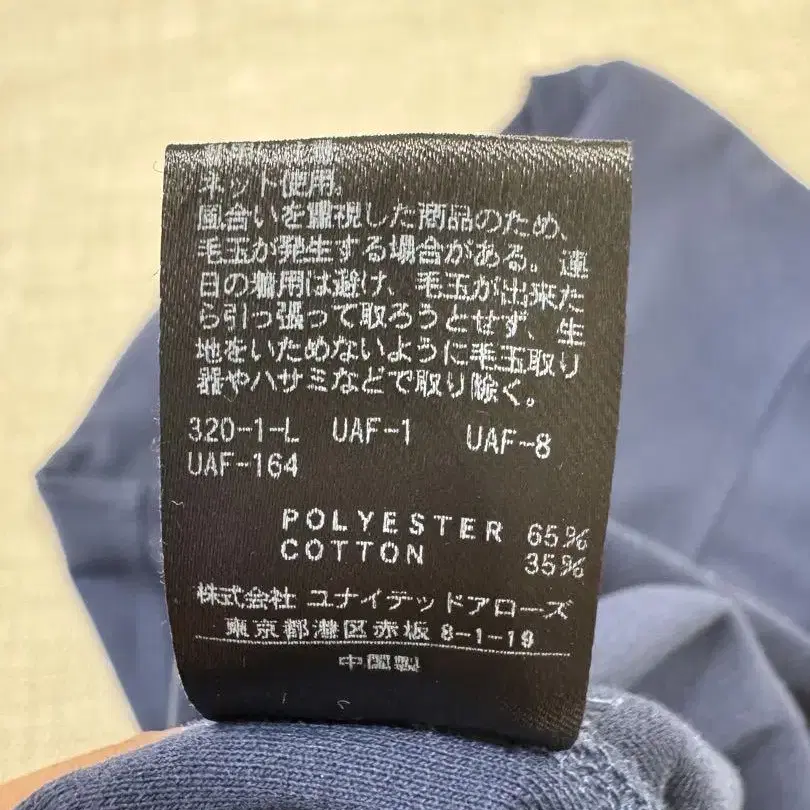 ネット使用。
風合いを重視した商品のため、
毛玉が発生する場合がある。連
日の着用は避け、毛玉が出来た
ら引っ張って取ろうとせず、生
地をいためないように毛玉取り
器やハサミなどで取り除く。
320-1-L UAF-1 UAF-8
UAF-164
POLYESTER 65%
COTTON 35%
株式会社 ユナイテッドアローズ
東京都港区赤坂 8-1-19
中国製